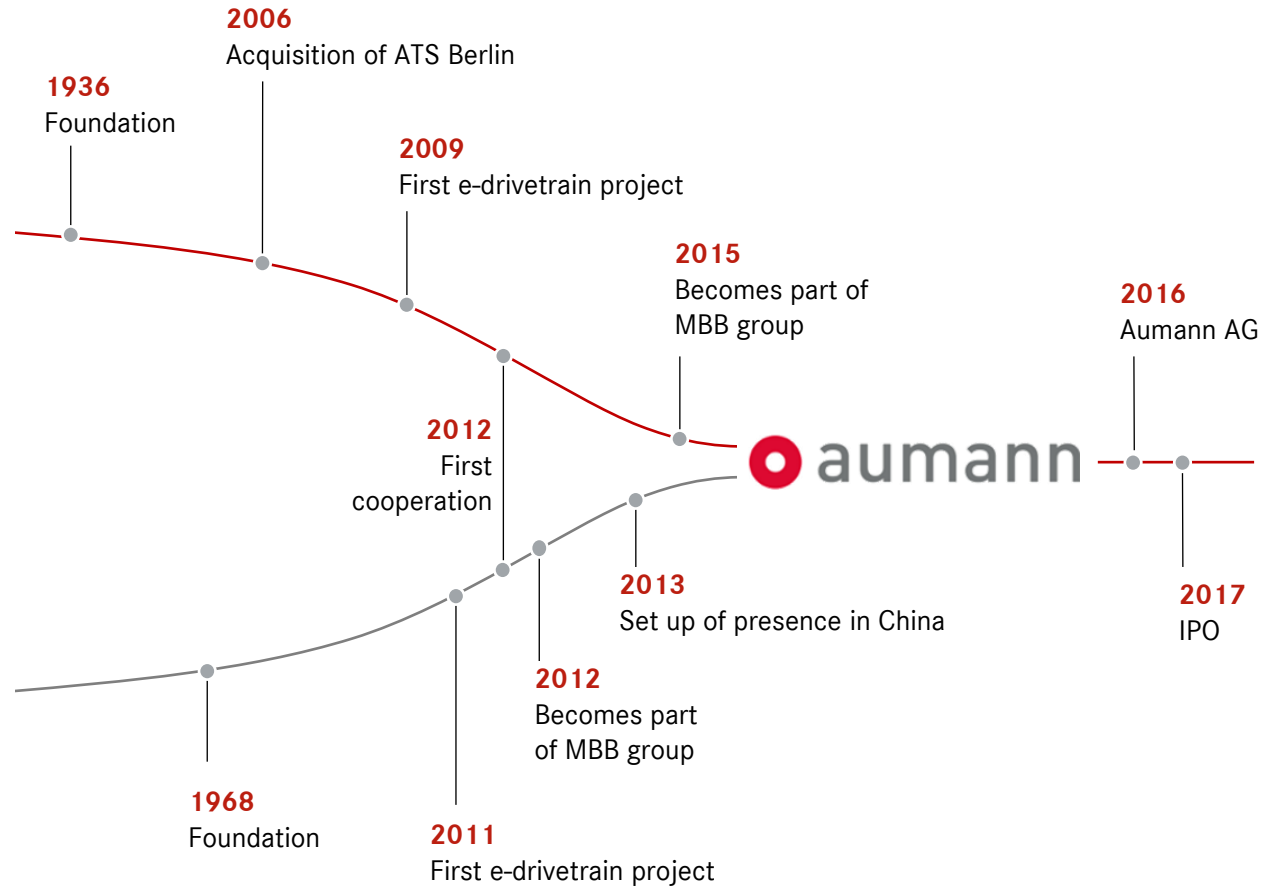 2006
Acquisition of ATS Berlin
1936
Foundation
2009
First e-drivetrain project
2015
Becomes part of
MBB group
2016
Aumann AG
2012
First
cooperation
aumann
2013
Set up of presence in China
2017
IPO
2012
Becomes part
of MBB group
1968
Foundation
2011
First e-drivetrain project